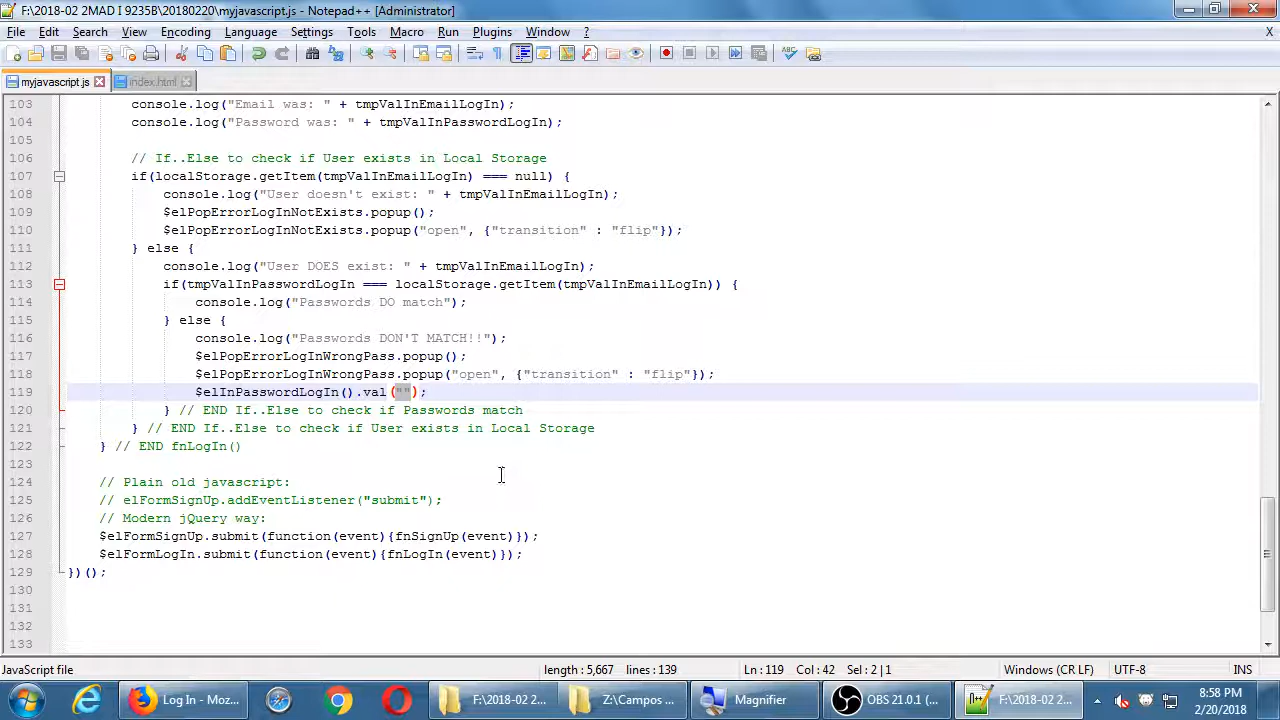 F:\2018-02 2MAD I 9235B\20180220\myjavascript.js - Notepad++ [Administrator]
File Edit Search View Encoding Language Settings Tools Macro Run Plugins Window ? X
myjavascript.js index.html
103 console.log("Email was: " + tmpValInEmailLogIn);
104 console.log("Password was: " + tmpValInPasswordLogIn);
105
106 // If..Else to check if User exists in Local Storage
107 if(localStorage.getItem(tmpValInEmailLogIn) === null) {
108 console.log("User doesn't exist: " + tmpValInEmailLogIn);
109 $elPopErrorLogInNotExists.popup();
110 $elPopErrorLogInNotExists.popup("open", {"transition" : "flip"});
111 } else {
112 console.log("User DOES exist: " + tmpValInEmailLogIn);
113 if(tmpValInPasswordLogIn === localStorage.getItem(tmpValInEmailLogIn)) {
114 console.log("Passwords DO match");
115 } else {
116 console.log("Passwords DON'T MATCH!!");
117 $elPopErrorLogInWrongPass.popup();
118 $elPopErrorLogInWrongPass.popup("open", {"transition" : "flip"});
119 $elInPasswordLogIn().val("");
120 } // END If..Else to check if Passwords match
121 } // END If..Else to check if User exists in Local Storage
122 } // END fnLogIn()
123
124 // Plain old javascript:
125 // elFormSignUp.addEventListener("submit");
126 // Modern jQuery way:
127 $elFormSignUp.submit(function(event){fnSignUp(event)});
128 $elFormLogIn.submit(function(event){fnLogIn(event)});
129 })();
130
131
132
133
JavaScript file length : 5,667 lines : 139 Ln : 119 Col : 42 Sel : 2 | 1 Windows (CR LF) UTF-8 INS
Log In - Moz... F:\2018-02 2... Z:\Campos ... Magnifier OBS 21.0.1 (... F:\2018-02 2... 8:58 PM
2/20/2018